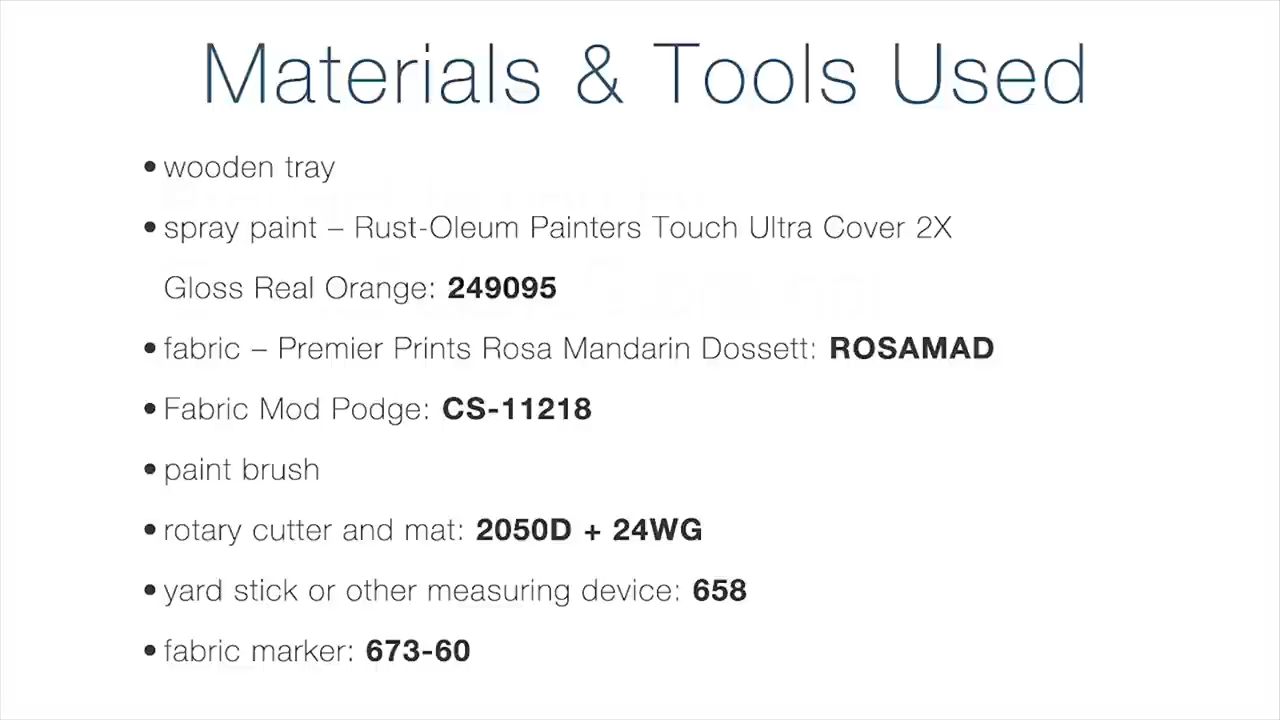 Materials & Tools Used
• wooden tray
• spray paint – Rust-Oleum Painters Touch Ultra Cover 2X
Gloss Real Orange: 249095
• fabric – Premier Prints Rosa Mandarin Dossett: ROSAMAD
• Fabric Mod Podge: CS-11218
• paint brush
• rotary cutter and mat: 2050D + 24WG
• yard stick or other measuring device: 658
• fabric marker: 673-60